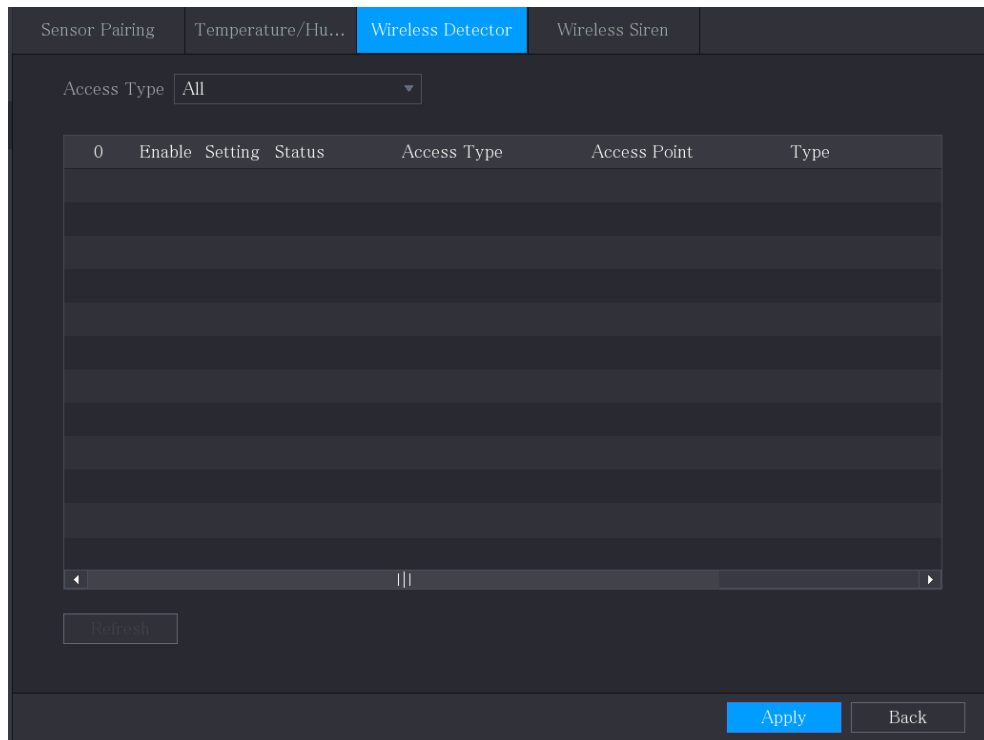 Sensor Pairing Temperature/Hu... Wireless Detector Wireless Siren
Access Type All
0 Enable Setting Status Access Type Access Point Type
Refresh
Apply Back